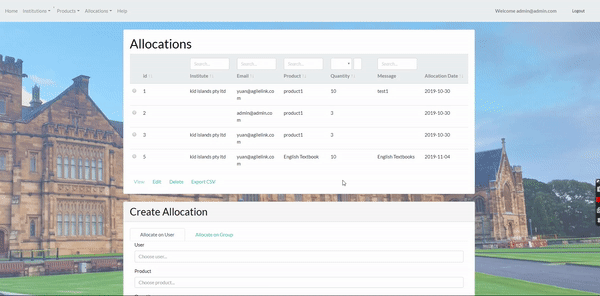 Home Institutions Products Allocations Help Welcome admin@admin.com Logout
Allocations
Search... Search... Search... Search...
Id Institute Email Product Quantity Message Allocation Date
1 kid islands pty ltd yuan@agilelink.co
m product1 10 test1 2019-10-30
2 admin@admin.co
m product1 3 2019-10-30
3 kid islands pty ltd yuan@agilelink.co
m product1 3 2019-10-30
5 kid islands pty ltd yuan@agilelink.co
m English Textbook 10 English Textbooks 2019-11-04
View Edit Delete Export CSV
Create Allocation
Allocate on User Allocate on Group
User
Choose user...
Product
Choose product...